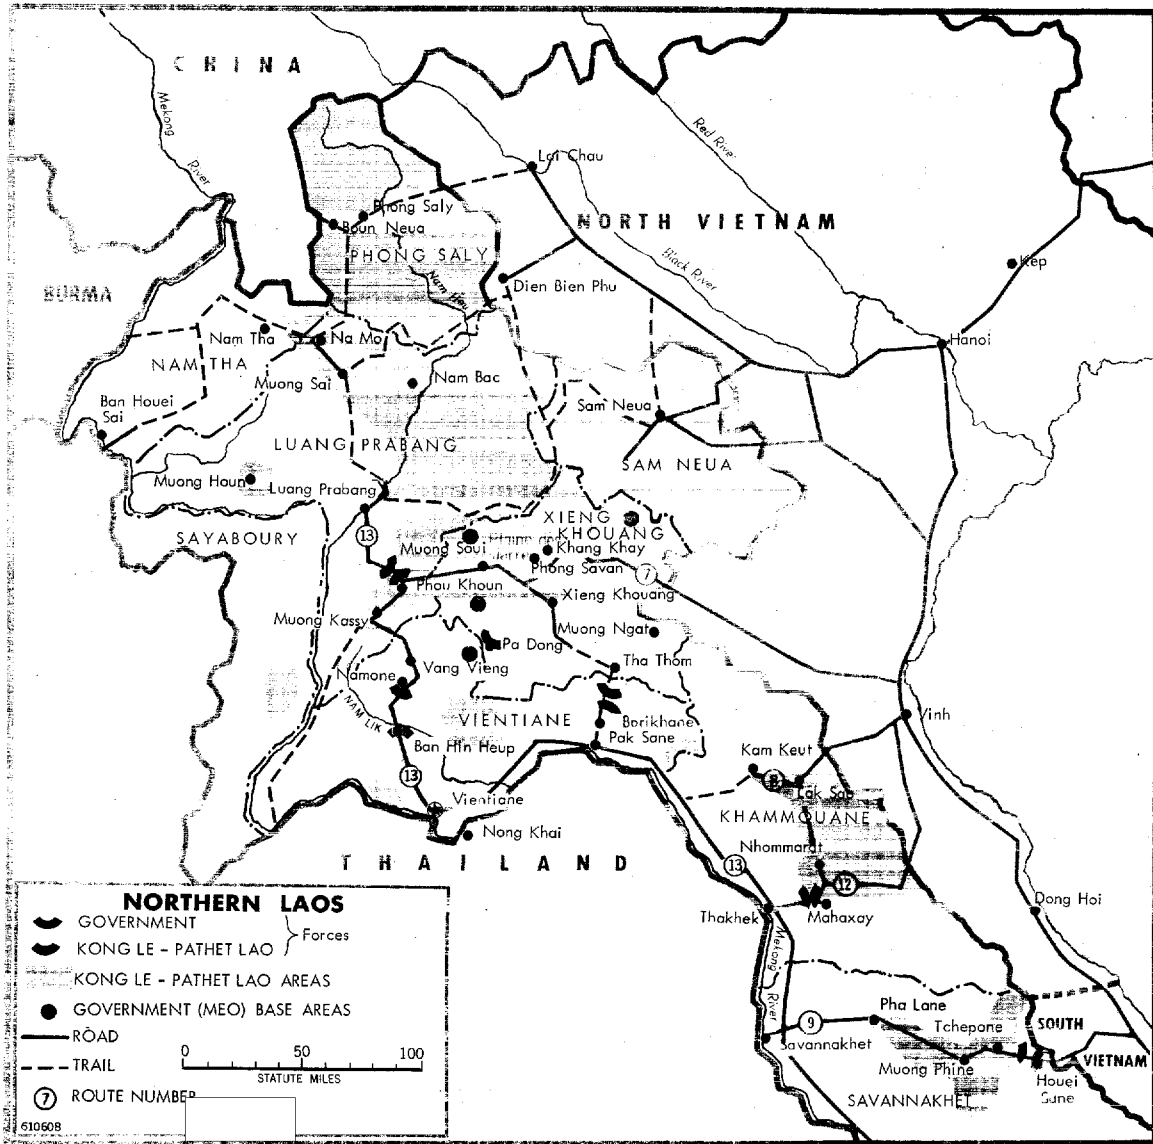 CHINA
Mekong
River
Red River
Lai Chau
Phong Saly
Boun Neua
NORTH VIETNAM
PHONG SALY
Black River
Kep
Nam Hou
Dien Bien Phu
BURMA
Nam Tha
Na Mo
Hanoi
NAM THA
Muong Sai
Nam Bac
Ban Houei
Sai
Sam Neua
LUANG PRABANG
SAM NEUA
Muong Houn
Luang Prabang
XIENG
KHOUANG
SAYABOURY
13
Muong Soui
Khang Khay
Phong Savan
7
Phou Khoun
Xieng Khouang
Muong Kassy
Muong Ngat
Pa Dong
Tha Thom
Vang Vieng
Namone
NAM LIK
VIENTIANE
Borikhane
Vinh
Pak Sane
Ban Hin Heup
Kam Keut
13
8
Lak Sao
Vientiane
KHAMMOUANE
Nong Khai
Nhommarat
THAILAND
13
12
Thakhek
Mahaxay
Dong Hoi
Mekong
River
Pha Lane
9
Tchepone
SOUTH
VIETNAM
Savannakhet
Muong Phine
Houei
Sane
SAVANNAKHET
NORTHERN LAOS
GOVERNMENT
KONG LE - PATHET LAO
Forces
KONG LE - PATHET LAO AREAS
GOVERNMENT (MEO) BASE AREAS
ROAD
TRAIL
0 50 100
STATUTE MILES
7 ROUTE NUMBER
610608